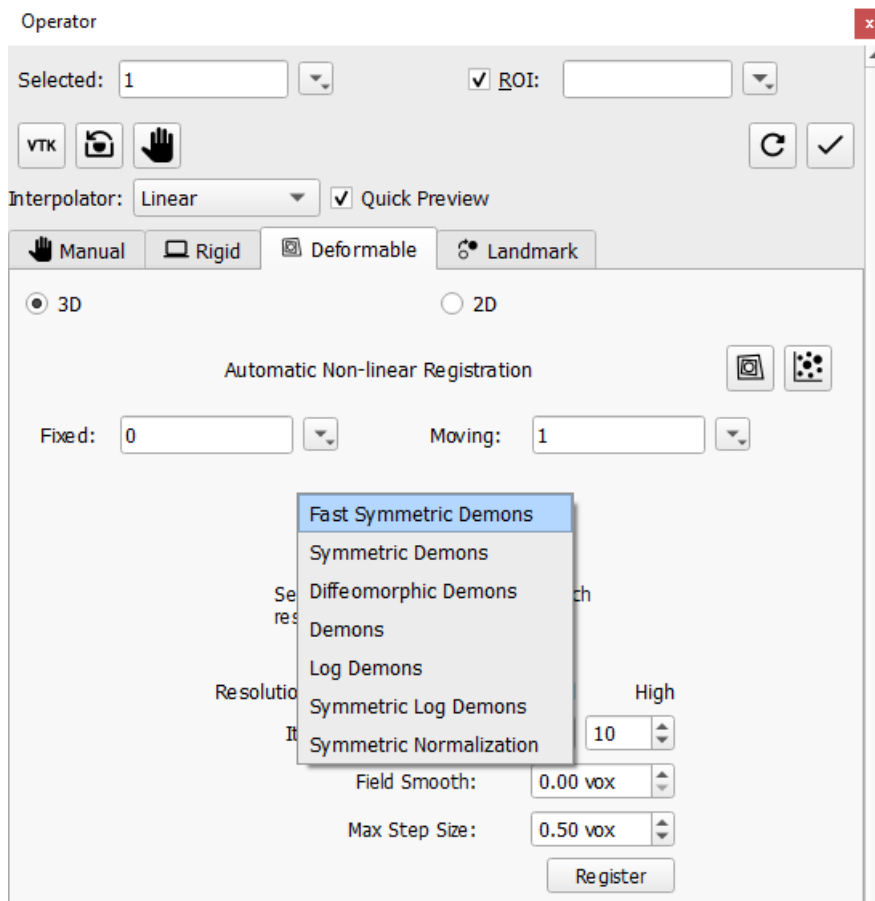 Operator
x
Selected: 1 ROI:
VTK
Interpolator: Linear Quick Preview
Manual Rigid Deformable Landmark
3D 2D
Automatic Non-linear Registration
Fixed: 0 Moving: 1
Fast Symmetric Demons
Symmetric Demons
Diffeomorphic Demons
Demons
Log Demons
High
Symmetric Log Demons
10
Symmetric Normalization
Field Smooth: 0.00 vox
Max Step Size: 0.50 vox
Register